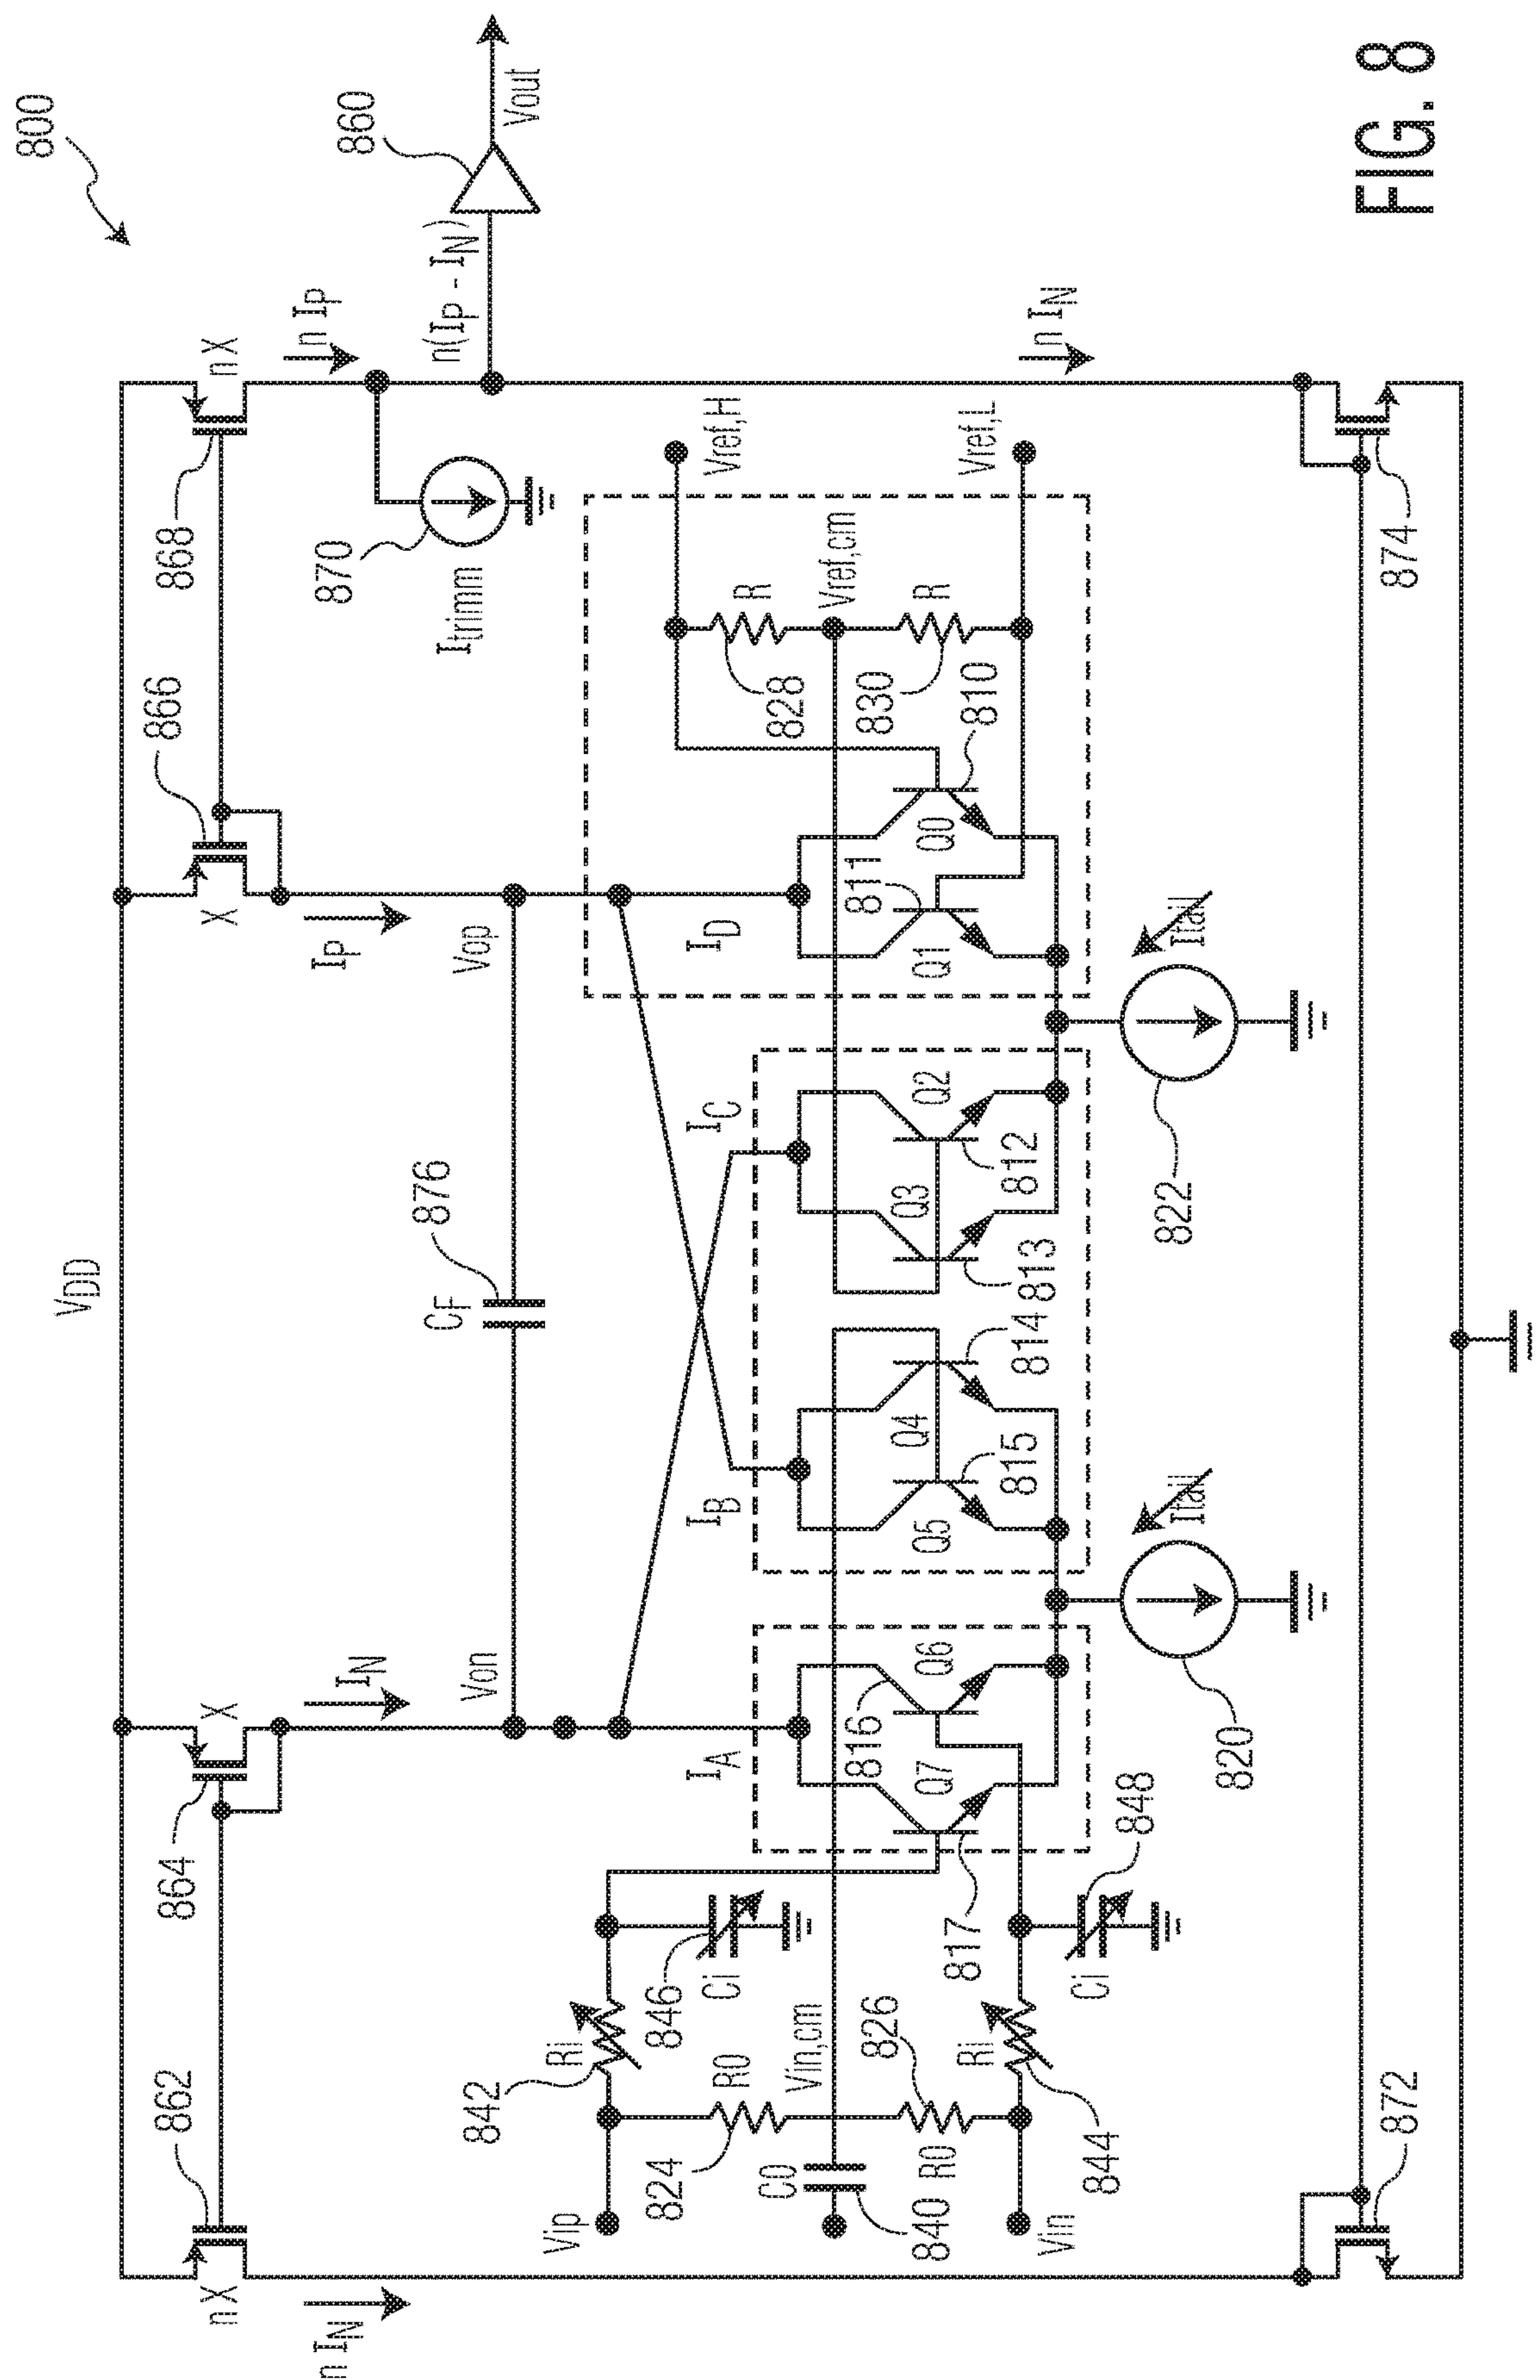 800
VDD
862
nX
n IN
864
X
IN
866
X
IP
868
nX
n IP
870
Itrimm
860
Vout
n(IP - IN)
Von
CF
876
Vop
IA
IB
IC
ID
Vref,H
Vref,L
R
Vref,cm
R
828
830
810
Q0
811
Q1
Q2
812
Q3
813
814
Q4
815
Q5
816
Q6
Q7
817
Vip
842
Ri
846
Ci
824
R0
Vin,cm
C0
840
826
R0
Ri
844
Vin
848
Ci
820
Itail
822
Itail
872
874
n IN
FIG. 8